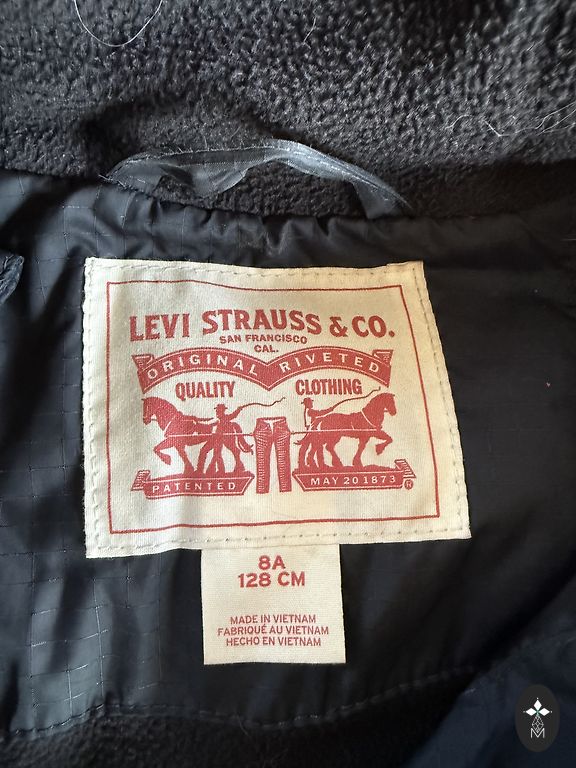 LEVI STRAUSS & CO.
SAN FRANCISCO
CAL.
ORIGINAL RIVETED
QUALITY CLOTHING
PATENTED MAY 20 1873 ®
8A
128 CM
MADE IN VIETNAM
FABRIQUÉ AU VIETNAM
HECHO EN VIETNAM
M